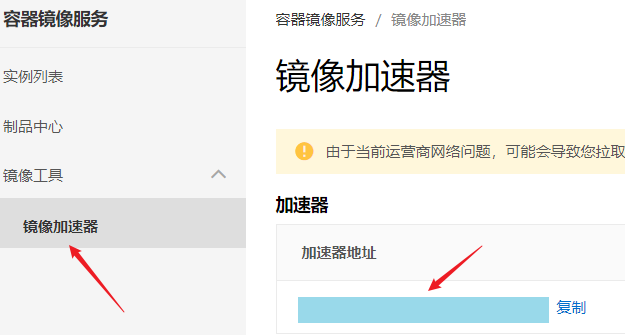 容器镜像服务
实例列表
制品中心
镜像工具
镜像加速器
容器镜像服务 / 镜像加速器
镜像加速器
由于当前运营商网络问题，可能会导致您拉取
加速器
加速器地址
复制